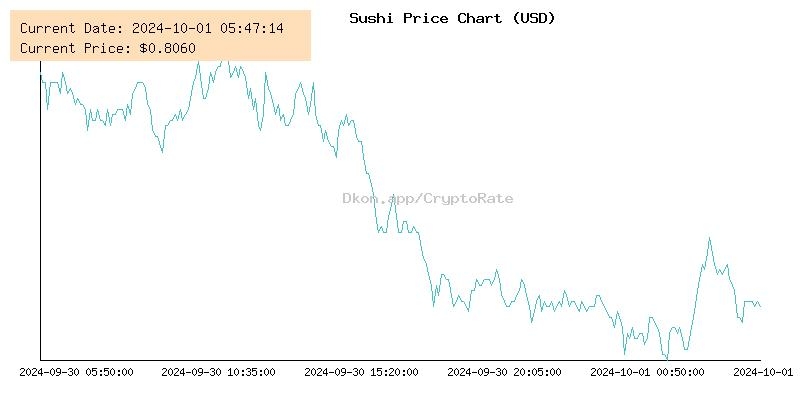 Sushi Price Chart (USD)
Current Date: 2024-10-01 05:47:14
Current Price: $0.8060
Dkon.app/CryptoRate
2024-09-30 05:50:00 2024-09-30 10:35:00 2024-09-30 15:20:00 2024-09-30 20:05:00 2024-10-01 00:50:00 2024-10-01